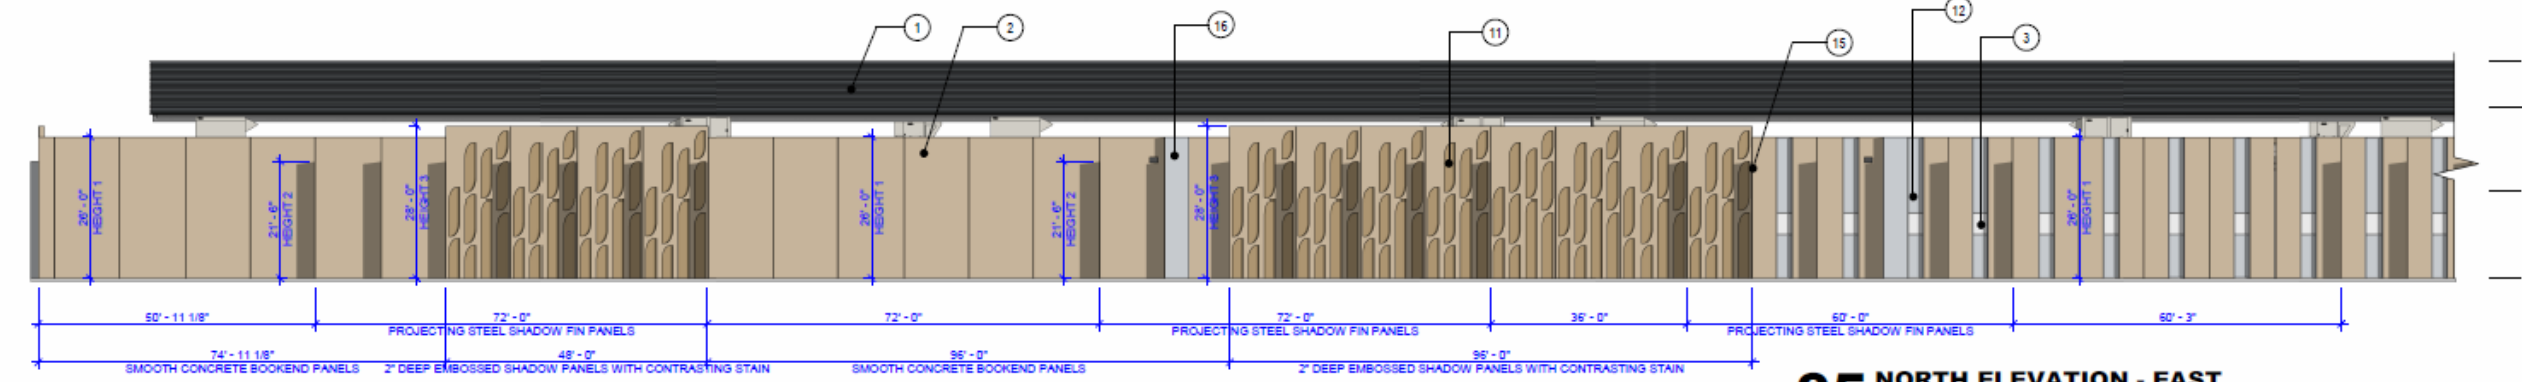 1
2
16
11
15
12
3
26' - 0"
HEIGHT 1
21' - 6"
HEIGHT 2
28' - 0"
HEIGHT 3
26' - 0"
HEIGHT 1
21' - 6"
HEIGHT 2
28' - 0"
HEIGHT 3
26' - 0"
HEIGHT 1
50' - 11 1/8" 72' - 0" 72' - 0" 72' - 0" 36' - 0" 60' - 0" 60' - 3"
PROJECTING STEEL SHADOW FIN PANELS PROJECTING STEEL SHADOW FIN PANELS PROJECTING STEEL SHADOW FIN PANELS
74' - 11 1/8" 48' - 0" 96' - 0" 96' - 0"
SMOOTH CONCRETE BOOKEND PANELS 2" DEEP EMBOSSED SHADOW PANELS WITH CONTRASTING STAIN SMOOTH CONCRETE BOOKEND PANELS 2" DEEP EMBOSSED SHADOW PANELS WITH CONTRASTING STAIN
NORTH ELEVATION - EAST